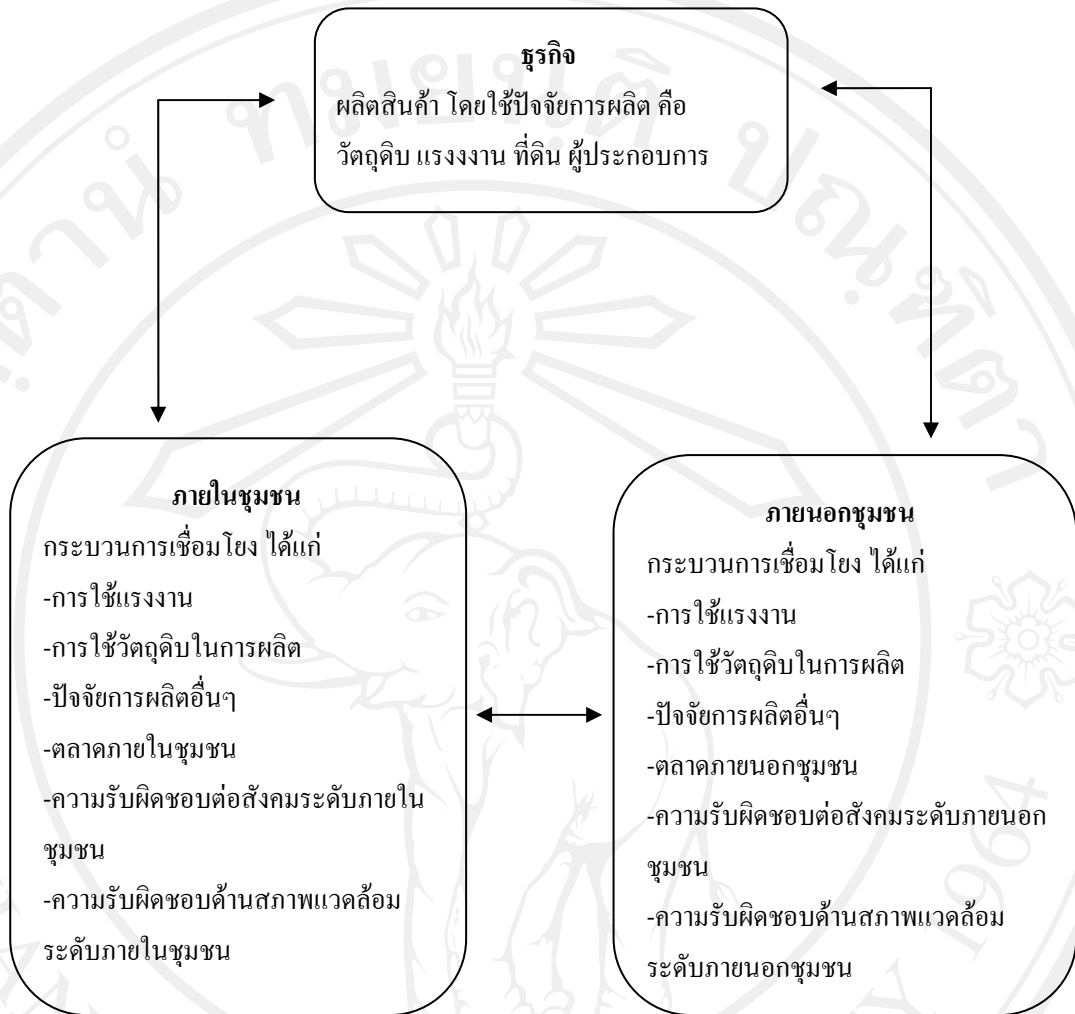 ธุรกิจ
ผลิตสินค้า โดยใช้ปัจจัยการผลิต คือ
วัตถุดิบ แรงงงาน ที่ดิน ผู้ประกอบการ
ภายในชุมชน
กระบวนการเชื่อมโยง ได้แก่
-การใช้แรงงาน
-การใช้วัตถุดิบในการผลิต
-ปัจจัยการผลิตอื่นๆ
-ตลาดภายในชุมชน
-ความรับผิดชอบต่อสังคมระดับภายใน
ชุมชน
-ความรับผิดชอบด้านสภาพแวดล้อม
ระดับภายในชุมชน
ภายนอกชุมชน
กระบวนการเชื่อมโยง ได้แก่
-การใช้แรงงาน
-การใช้วัตถุดิบในการผลิต
-ปัจจัยการผลิตอื่นๆ
-ตลาดภายนอกชุมชน
-ความรับผิดชอบต่อสังคมระดับภายนอก
ชุมชน
-ความรับผิดชอบด้านสภาพแวดล้อม
ระดับภายนอกชุมชน
1964